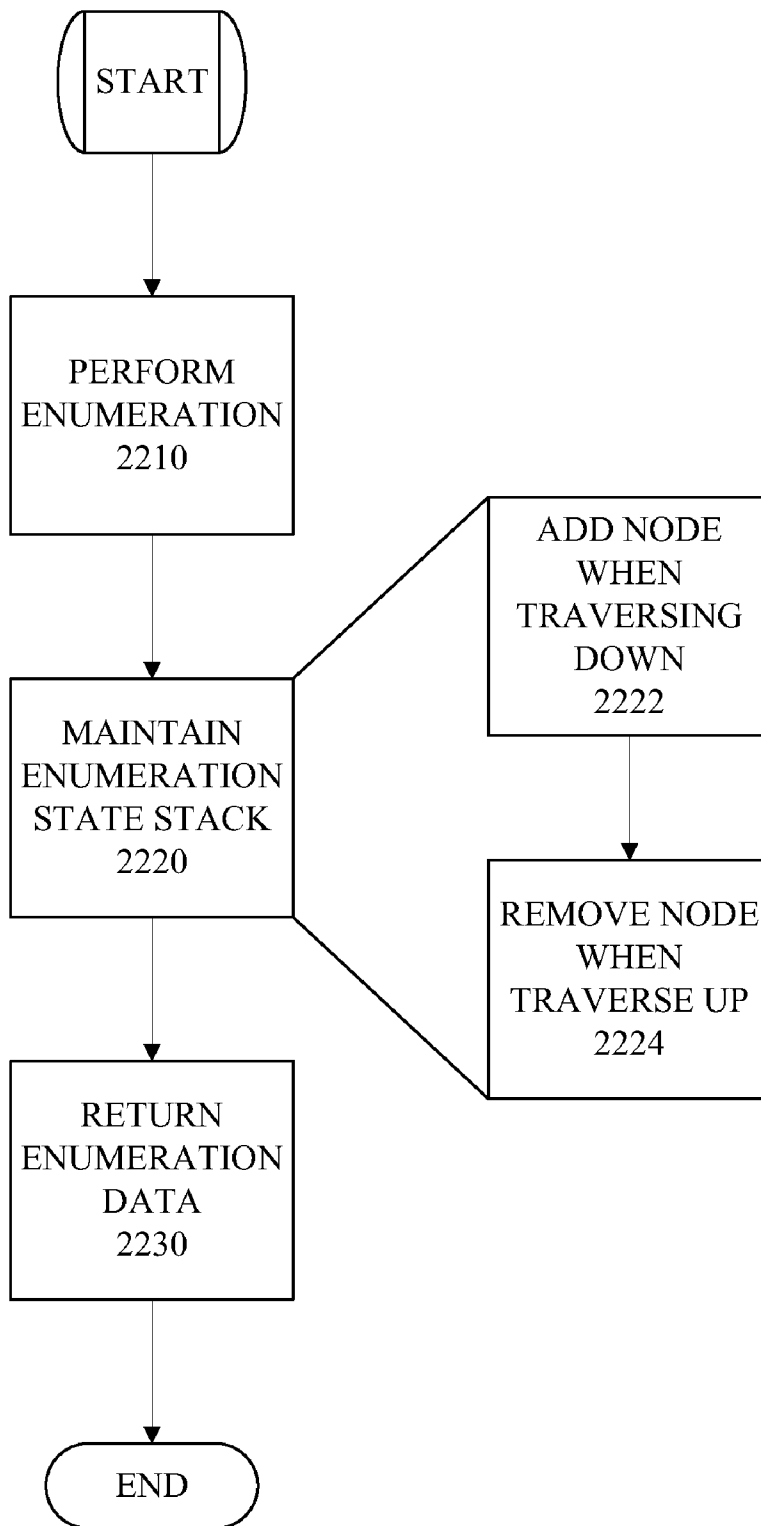 START
PERFORM
ENUMERATION
2210
MAINTAIN
ENUMERATION
STATE STACK
2220
ADD NODE
WHEN
TRAVERSING
DOWN
2222
REMOVE NODE
WHEN
TRAVERSE UP
2224
RETURN
ENUMERATION
DATA
2230
END